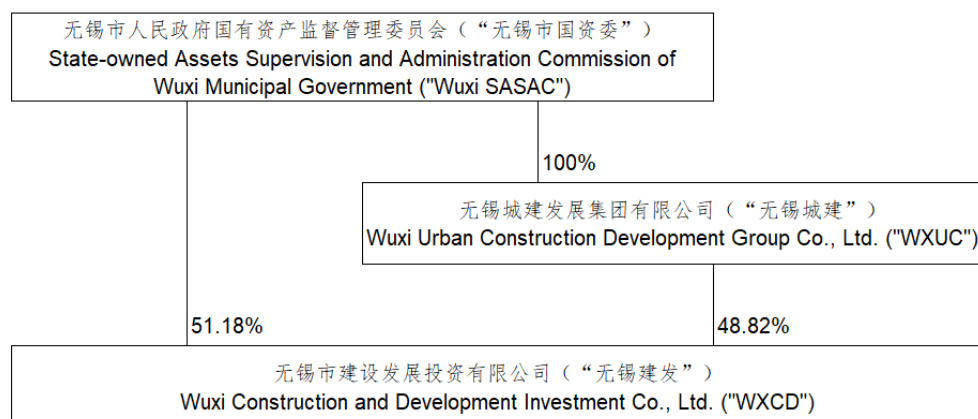 无锡市人民政府国有资产监督管理委员会（“无锡市国资委”）
State-owned Assets Supervision and Administration Commission of
Wuxi Municipal Government ("Wuxi SASAC")
100%
无锡城建发展集团有限公司（“无锡城建”）
Wuxi Urban Construction Development Group Co., Ltd. ("WXUC")
51.18%
48.82%
无锡市建设发展投资有限公司（“无锡建发”）
Wuxi Construction and Development Investment Co., Ltd. ("WXCD")